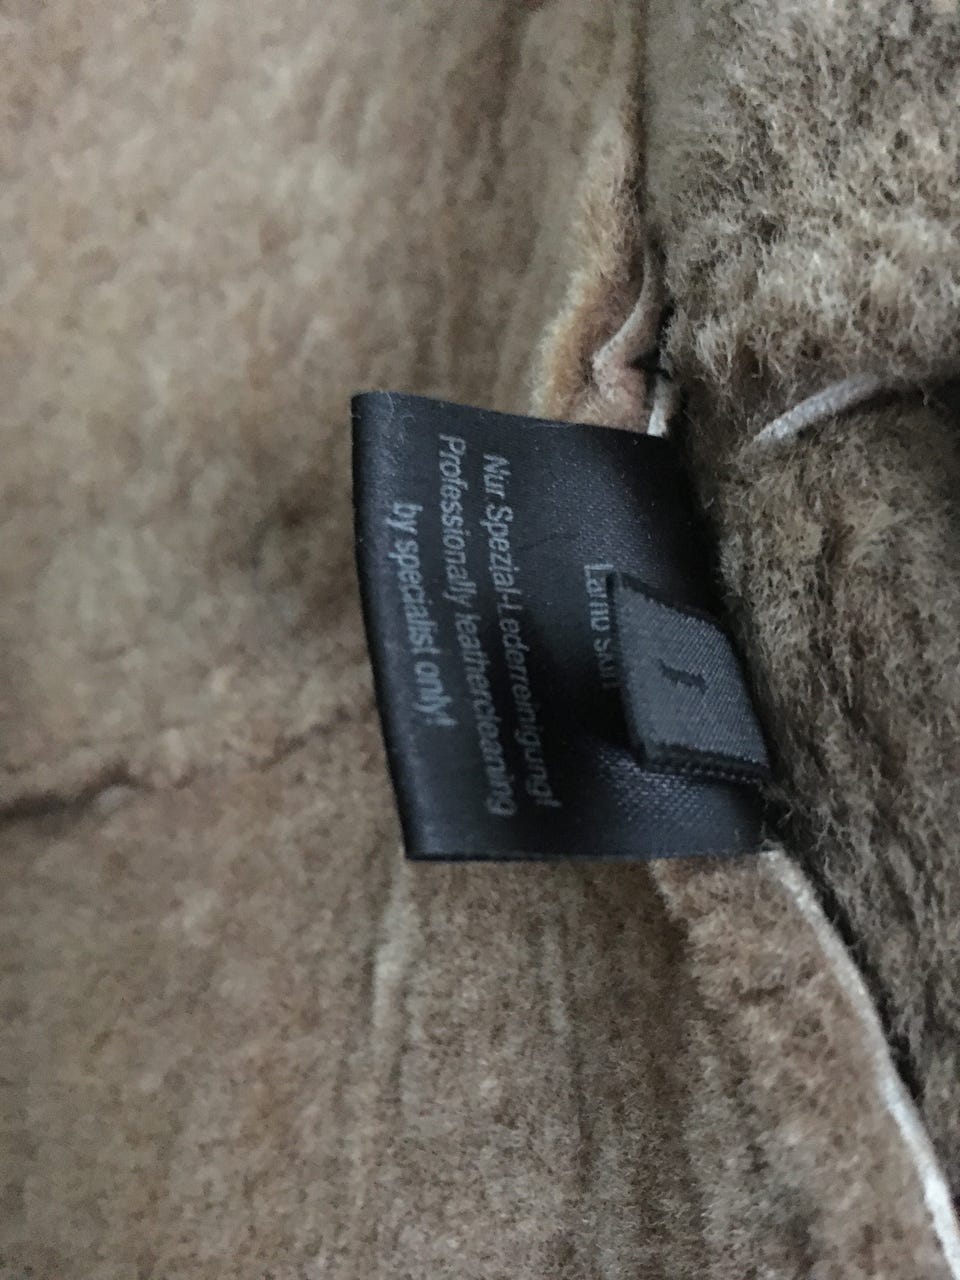 Nur Spezial-Lederreinigung!
Professionally leathercleaning
by specialist only!